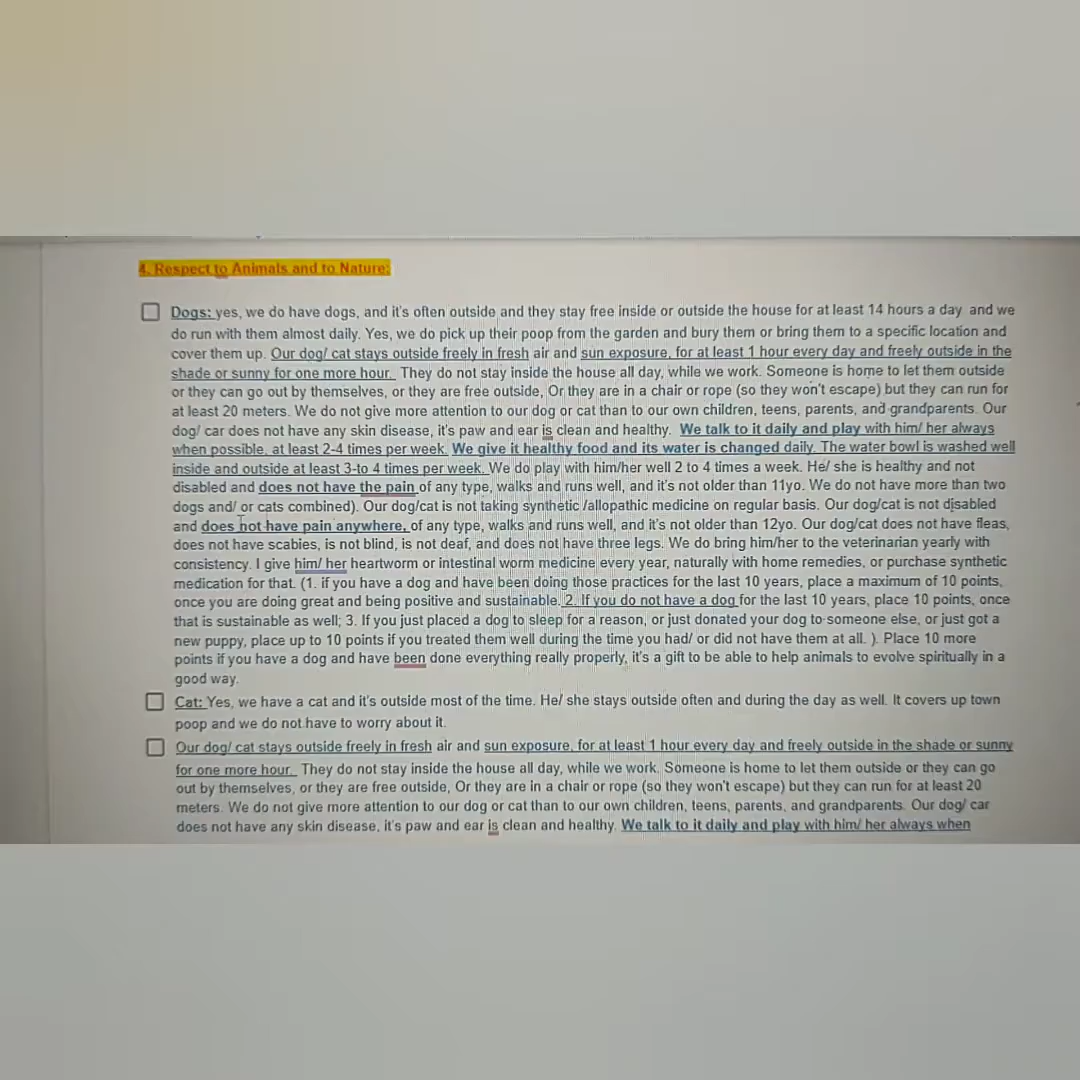 4. Respect to Animals and to Nature:
Dogs: yes, we do have dogs, and it's often outside and they stay free inside or outside the house for at least 14 hours a day and we
do run with them almost daily. Yes, we do pick up their poop from the garden and bury them or bring them to a specific location and
cover them up. Our dog/ cat stays outside freely in fresh air and sun exposure, for at least 1 hour every day and freely outside in the
shade or sunny for one more hour. They do not stay inside the house all day, while we work. Someone is home to let them outside
or they can go out by themselves, or they are free outside, Or they are in a chair or rope (so they won't escape) but they can run for
at least 20 meters. We do not give more attention to our dog or cat than to our own children, teens, parents, and grandparents. Our
dog/ car does not have any skin disease, it's paw and ear is clean and healthy. We talk to it daily and play with him/ her always
when possible, at least 2-4 times per week. We give it healthy food and its water is changed daily. The water bowl is washed well
inside and outside at least 3-to 4 times per week. We do play with him/her well 2 to 4 times a week. He/ she is healthy and not
disabled and does not have the pain of any type, walks and runs well, and it's not older than 11yo. We do not have more than two
dogs and/ or cats combined). Our dog/cat is not taking synthetic /allopathic medicine on regular basis. Our dog/cat is not disabled
and does not have pain anywhere, of any type, walks and runs well, and it's not older than 12yo. Our dog/cat does not have fleas,
does not have scabies, is not blind, is not deaf, and does not have three legs. We do bring him/her to the veterinarian yearly with
consistency. I give him/ her heartworm or intestinal worm medicine every year, naturally with home remedies, or purchase synthetic
medication for that. (1. if you have a dog and have been doing those practices for the last 10 years, place a maximum of 10 points,
once you are doing great and being positive and sustainable. 2. If you do not have a dog for the last 10 years, place 10 points, once
that is sustainable as well; 3. If you just placed a dog to sleep for a reason, or just donated your dog to someone else, or just got a
new puppy, place up to 10 points if you treated them well during the time you had/ or did not have them at all. ). Place 10 more
points if you have a dog and have been done everything really properly, it's a gift to be able to help animals to evolve spiritually in a
good way.
Cat: Yes, we have a cat and it's outside most of the time. He/ she stays outside often and during the day as well. It covers up town
poop and we do not have to worry about it.
Our dog/ cat stays outside freely in fresh air and sun exposure, for at least 1 hour every day and freely outside in the shade or sunny
for one more hour. They do not stay inside the house all day, while we work. Someone is home to let them outside or they can go
out by themselves, or they are free outside, Or they are in a chair or rope (so they won't escape) but they can run for at least 20
meters. We do not give more attention to our dog or cat than to our own children, teens, parents, and grandparents. Our dog/ car
does not have any skin disease, it's paw and ear is clean and healthy. We talk to it daily and play with him/ her always when